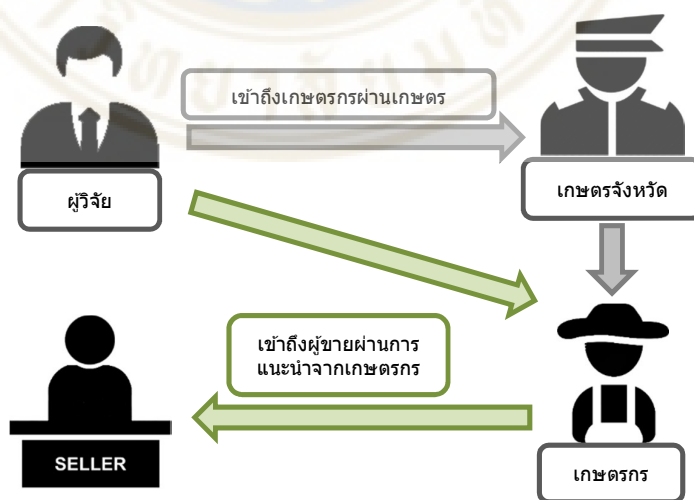 เข้าถึงเกษตรกรผ่านเกษตร
ผู้วิจัย
เกษตรจังหวัด
เข้าถึงผู้ขายผ่านการ
แนะนำจากเกษตรกร
SELLER
เกษตรกร